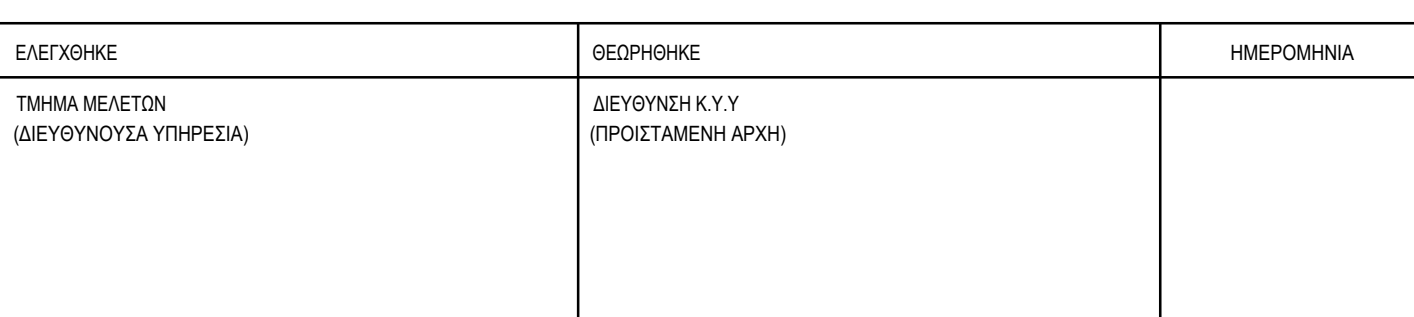 ΕΛΕΓΧΘΗΚΕ
ΘΕΩΡΗΘΗΚΕ
ΗΜΕΡΟΜΗΝΙΑ
ΤΜΗΜΑ ΜΕΛΕΤΩΝ
(ΔΙΕΥΘΥΝΟΥΣΑ ΥΠΗΡΕΣΙΑ)
ΔΙΕΥΘΥΝΣΗ Κ.Υ.Υ
(ΠΡΟΙΣΤΑΜΕΝΗ ΑΡΧΗ)